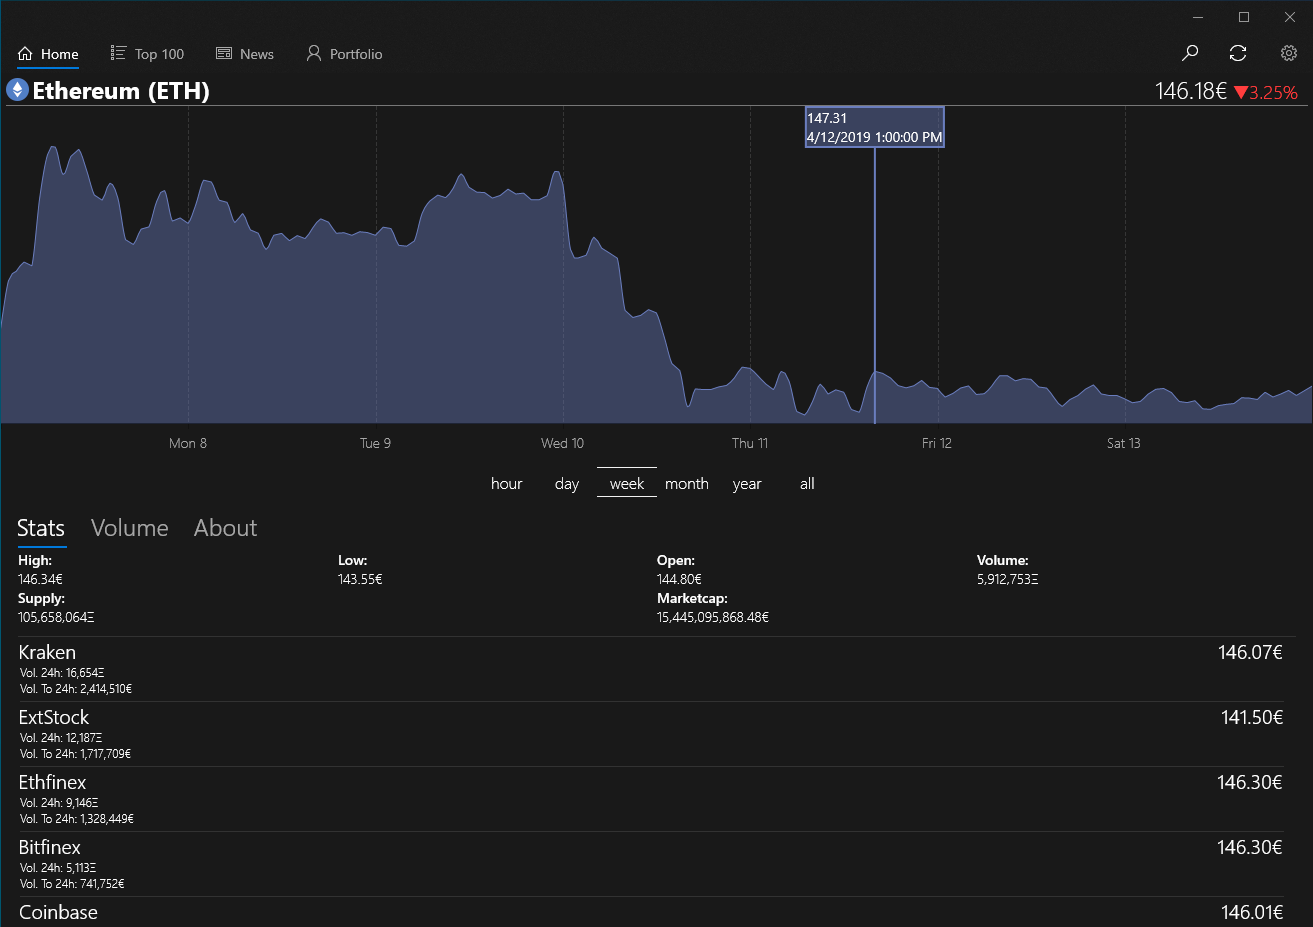 Home Top 100 News Portfolio
Ethereum (ETH) 146.18€ ▼3.25%
147.31
4/12/2019 1:00:00 PM
Mon 8 Tue 9 Wed 10 Thu 11 Fri 12 Sat 13
hour day week month year all
Stats Volume About
High: Low: Open: Volume:
146.34€ 143.55€ 144.80€ 5,912,753Ξ
Supply: Marketcap:
105,658,064Ξ 15,445,095,868.48€
Kraken 146.07€
Vol. 24h: 16,654Ξ
Vol. To 24h: 2,414,510€
ExtStock 141.50€
Vol. 24h: 12,187Ξ
Vol. To 24h: 1,717,709€
Ethfinex 146.30€
Vol. 24h: 9,146Ξ
Vol. To 24h: 1,328,449€
Bitfinex 146.30€
Vol. 24h: 5,113Ξ
Vol. To 24h: 741,752€
Coinbase 146.01€